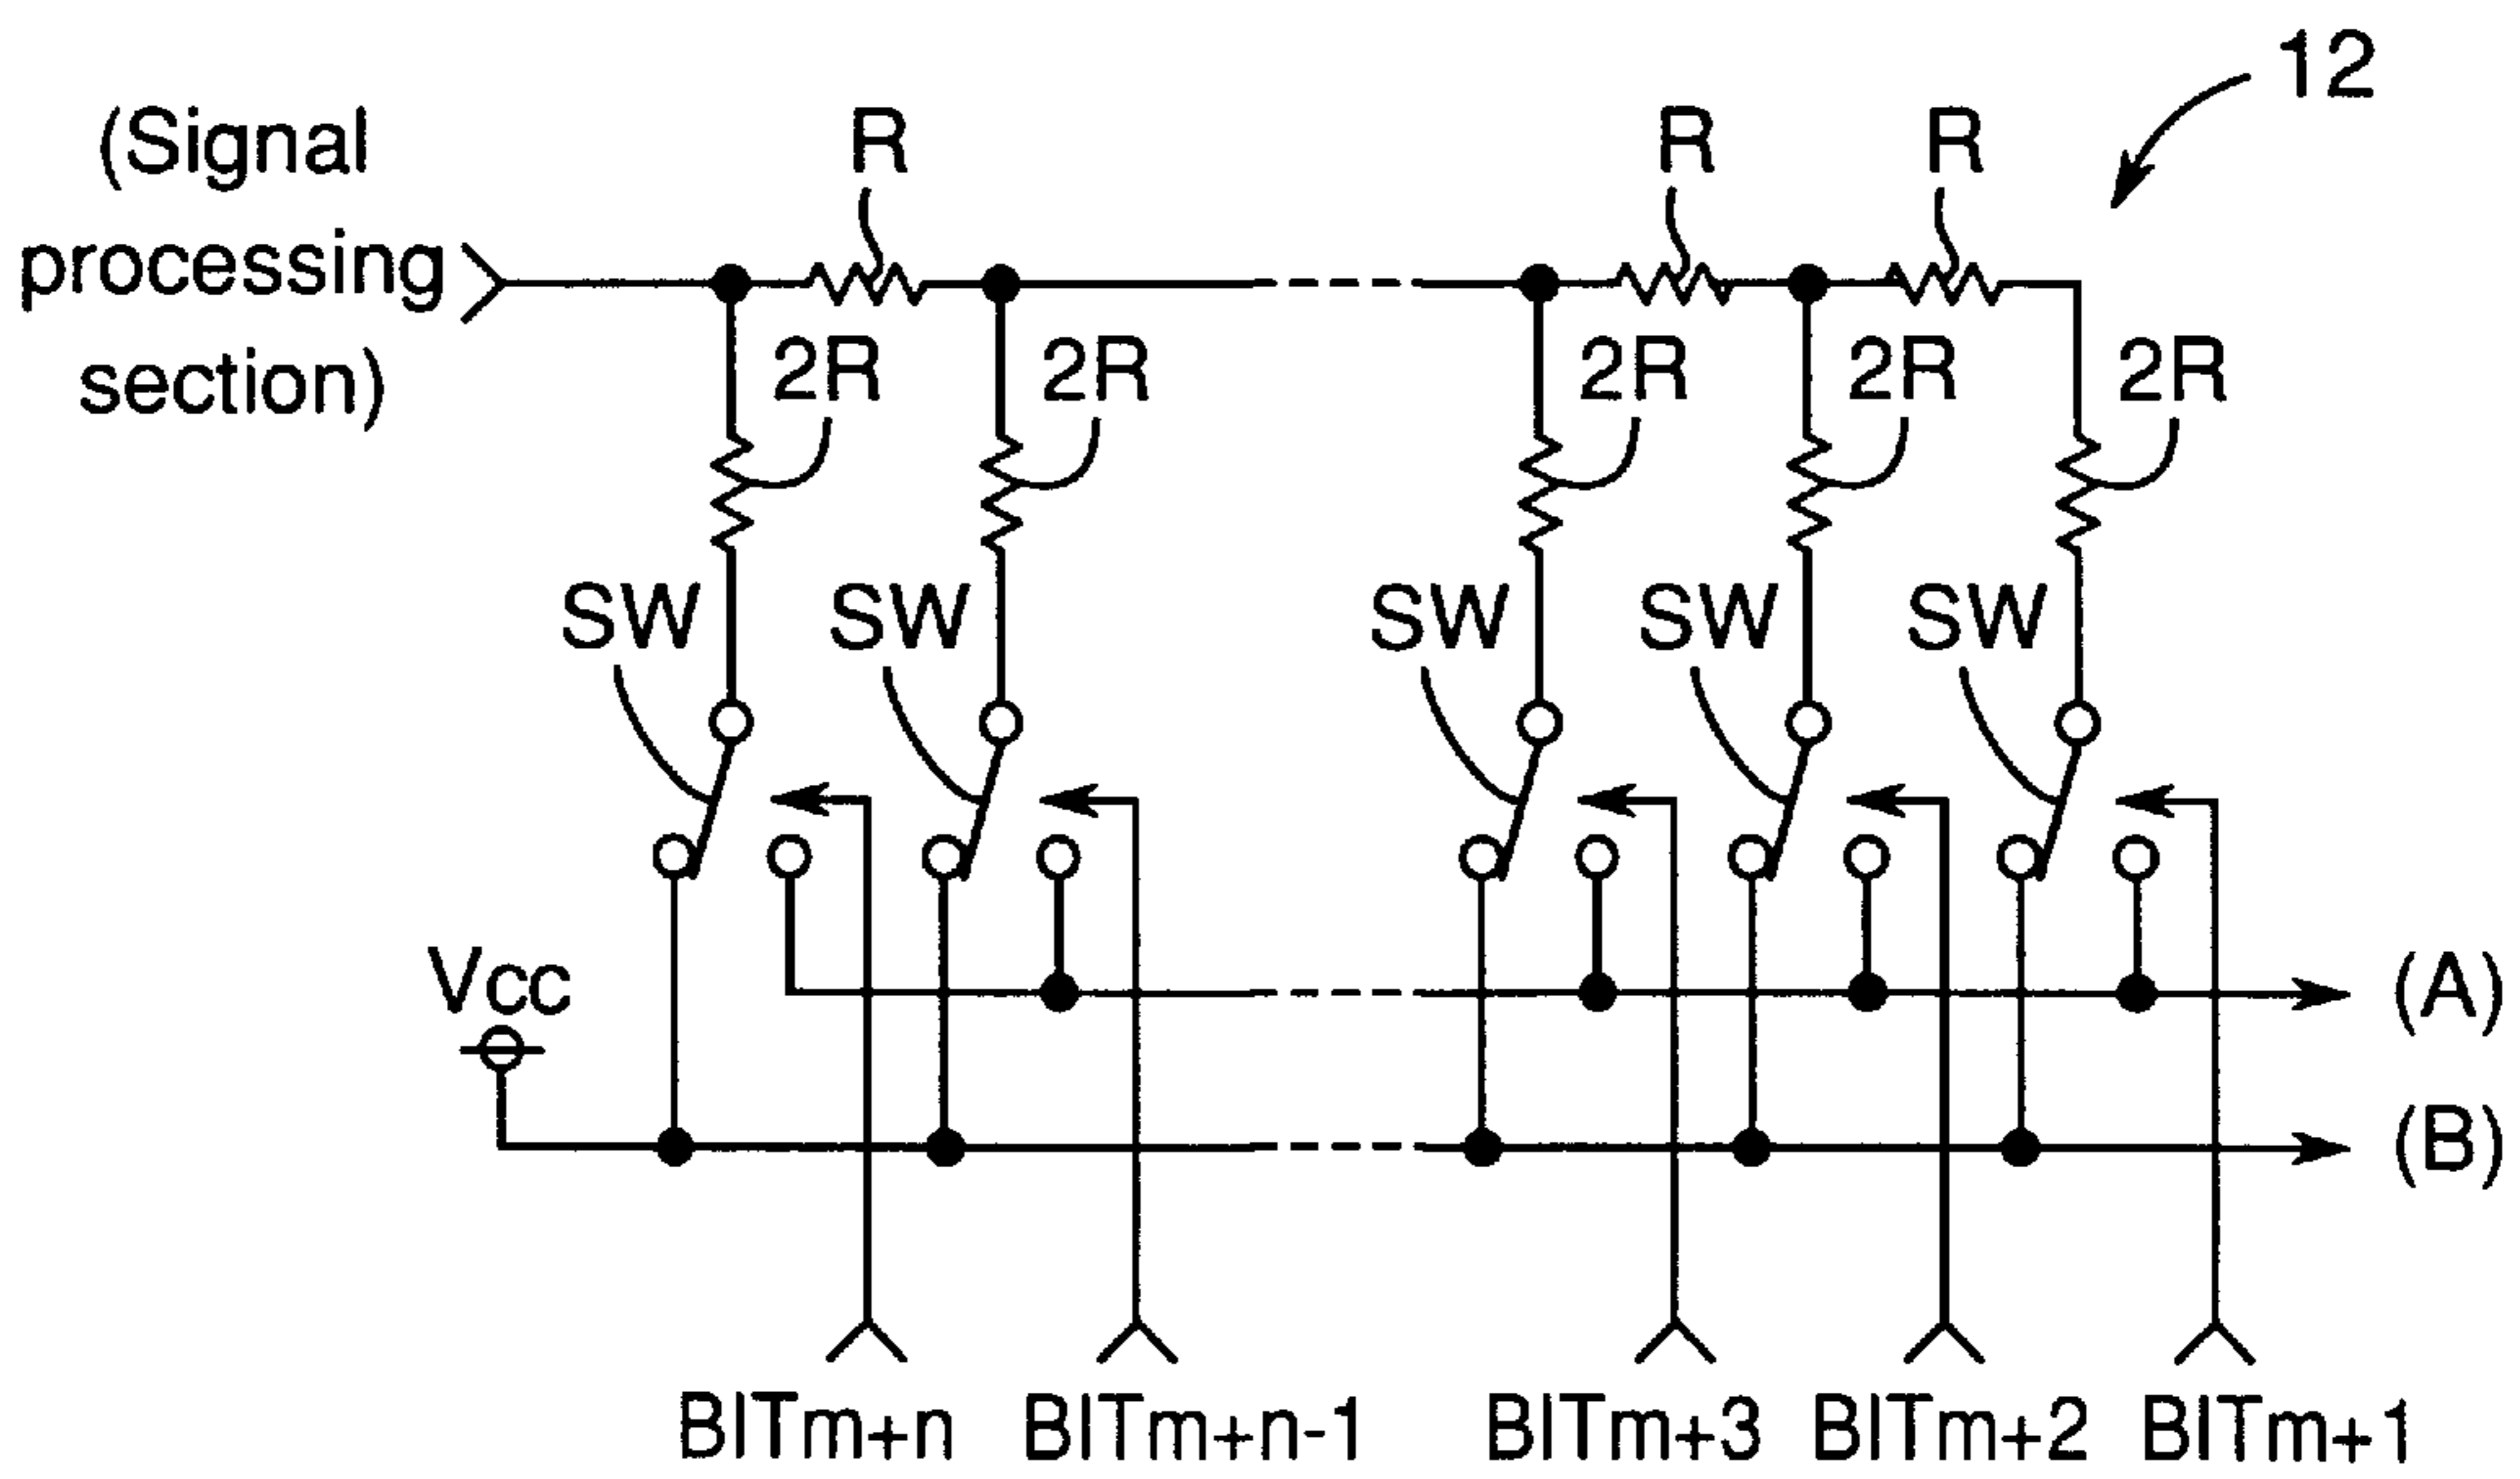 12
(Signal
processing
section)
R
R
R
2R
2R
2R
2R
2R
SW
SW
SW
SW
SW
Vcc
(A)
(B)
BITm+n
BITm+n-1
BITm+3
BITm+2
BITm+1